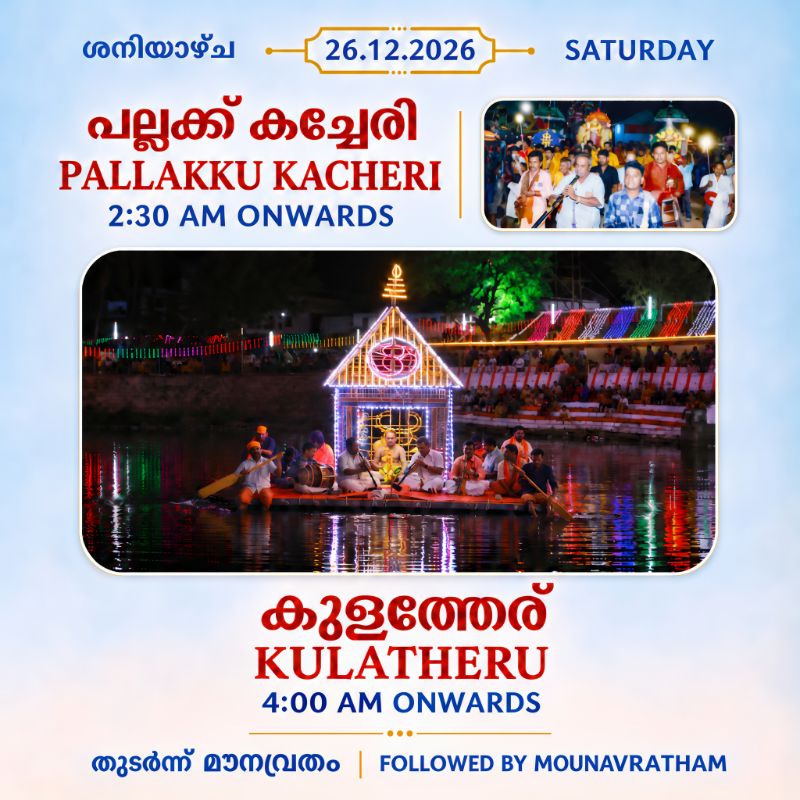 ശനിയാഴ്ച 26.12.2026 SATURDAY
പല്ലക്ക് കച്ചേരി
PALLAKKU KACHERI
2:30 AM ONWARDS
കുളത്തേര്
KULATHERU
4:00 AM ONWARDS
തുടർന്ന് മൗനവ്രതം | FOLLOWED BY MOUNAVRATHAM